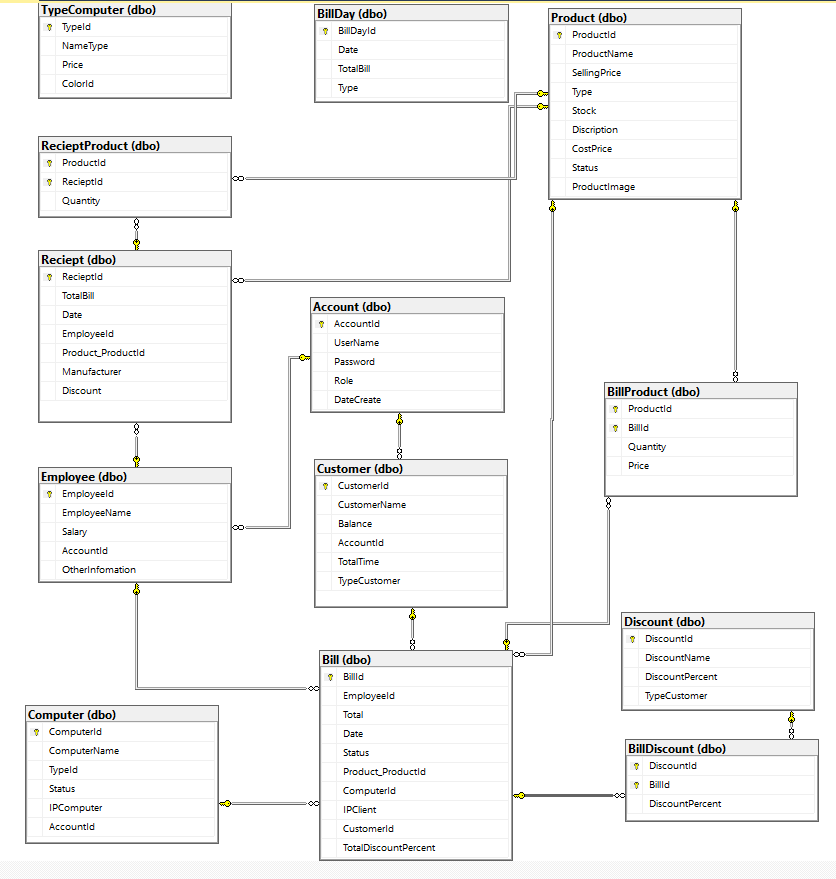 TypeComputer (dbo)
TypeId
NameType
Price
ColorId
BillDay (dbo)
BillDayId
Date
TotalBill
Type
Product (dbo)
ProductId
ProductName
SellingPrice
Type
Stock
Discription
CostPrice
Status
ProductImage
RecieptProduct (dbo)
ProductId
RecieptId
Quantity
Reciept (dbo)
RecieptId
TotalBill
Date
EmployeeId
Product_ProductId
Manufacturer
Discount
Account (dbo)
AccountId
UserName
Password
Role
DateCreate
BillProduct (dbo)
ProductId
BillId
Quantity
Price
Employee (dbo)
EmployeeId
EmployeeName
Salary
AccountId
OtherInfomation
Customer (dbo)
CustomerId
CustomerName
Balance
AccountId
TotalTime
TypeCustomer
Discount (dbo)
DiscountId
DiscountName
DiscountPercent
TypeCustomer
Bill (dbo)
BillId
EmployeeId
Total
Date
Status
Product_ProductId
ComputerId
IPClient
CustomerId
TotalDiscountPercent
Computer (dbo)
ComputerId
ComputerName
TypeId
Status
IPComputer
AccountId
BillDiscount (dbo)
DiscountId
BillId
DiscountPercent